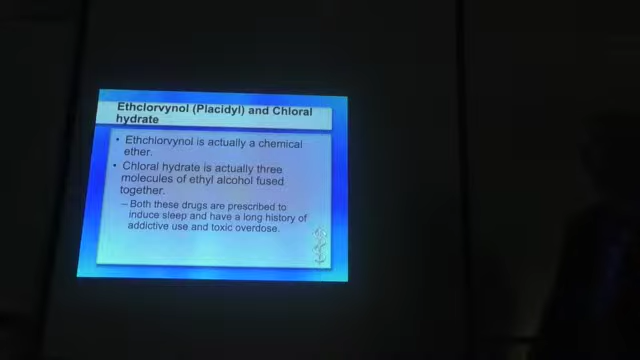 Ethclorvynol (Placidyl) and Chloral
hydrate
• Ethchlorvynol is actually a chemical
ether.
• Chloral hydrate is actually three
molecules of ethyl alcohol fused
together.
– Both these drugs are prescribed to
induce sleep and have a long history of
addictive use and toxic overdose.